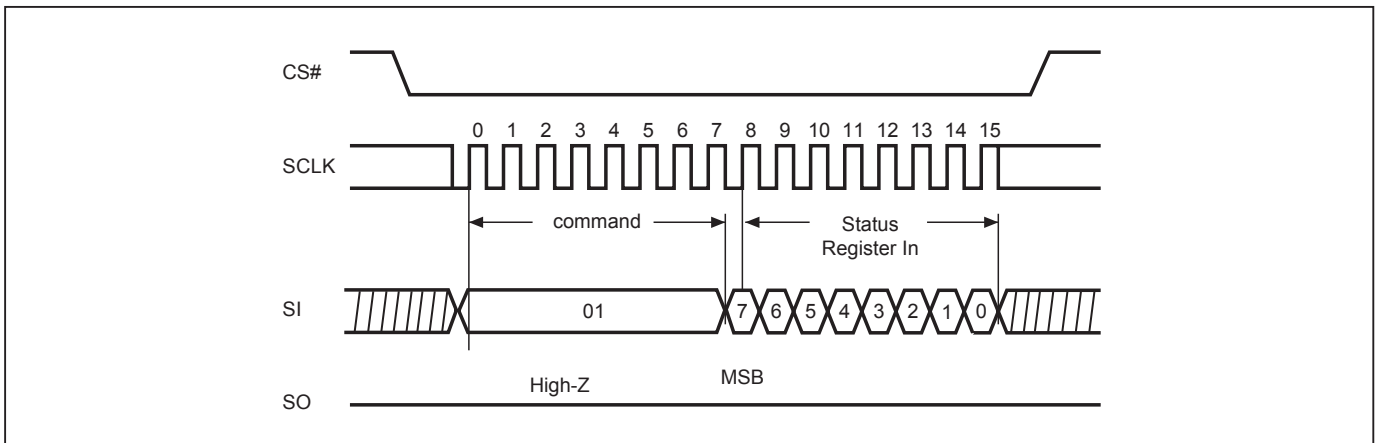 CS#
0 1 2 3 4 5 6 7 8 9 10 11 12 13 14 15
SCLK
command
Status
Register In
SI
01
7 6 5 4 3 2 1 0
High-Z
MSB
SO